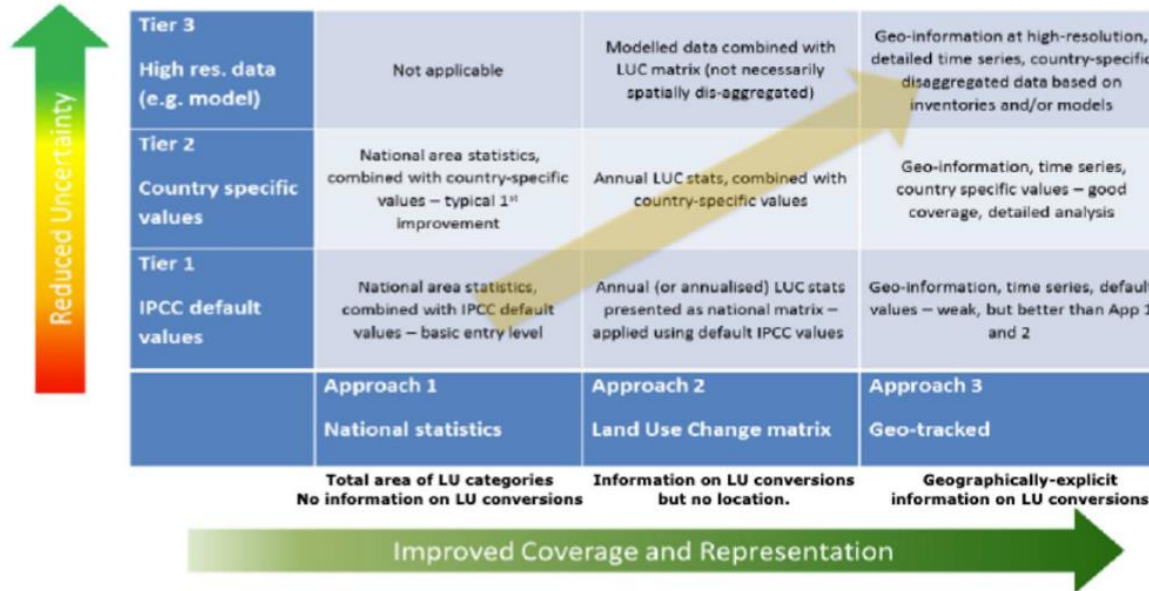 Reduced Uncertainty
Tier 3
High res. data
(e.g. model)
Not applicable
Modelled data combined with
LUC matrix (not necessarily
spatially dis-aggregated)
Geo-information at high-resolution,
detailed time series, country-specific
disaggregated data based on
inventories and/or models
Tier 2
Country specific
values
National area statistics,
combined with country-specific
values – typical 1st
improvement
Annual LUC stats, combined with
country-specific values
Geo-information, time series,
country specific values – good
coverage, detailed analysis
Tier 1
IPCC default
values
National area statistics,
combined with IPCC default
values – basic entry level
Annual (or annualised) LUC stats
presented as national matrix –
applied using default IPCC values
Geo-information, time series, default
values – weak, but better than App 1
and 2
Approach 1
National statistics
Approach 2
Land Use Change matrix
Approach 3
Geo-tracked
Total area of LU categories
No information on LU conversions
Information on LU conversions
but no location.
Geographically-explicit
information on LU conversions
Improved Coverage and Representation